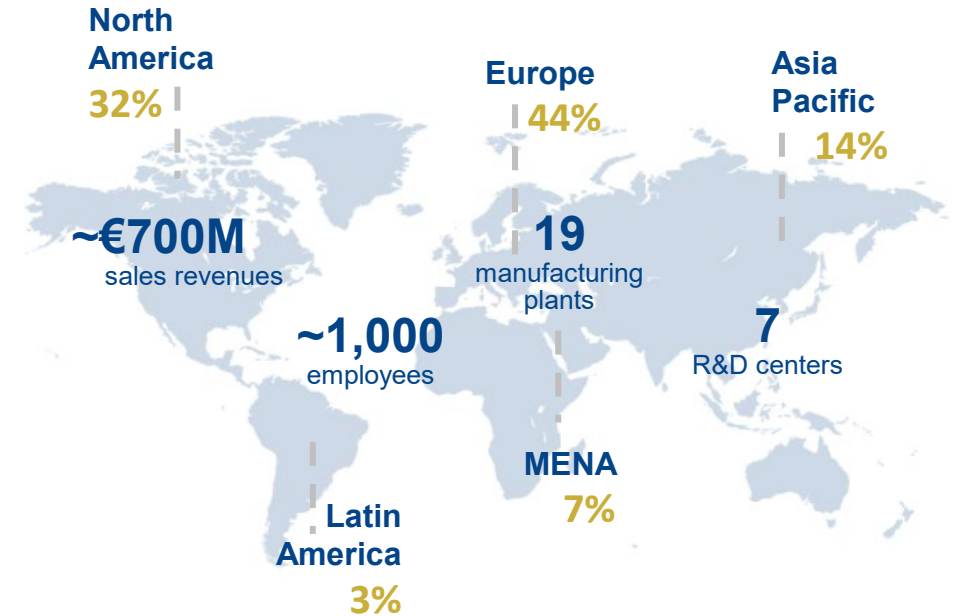 North
America
32%
Europe
44%
Asia
Pacific
14%
~€700M
sales revenues
19
manufacturing
plants
~1,000
employees
7
R&D centers
MENA
7%
Latin
America
3%